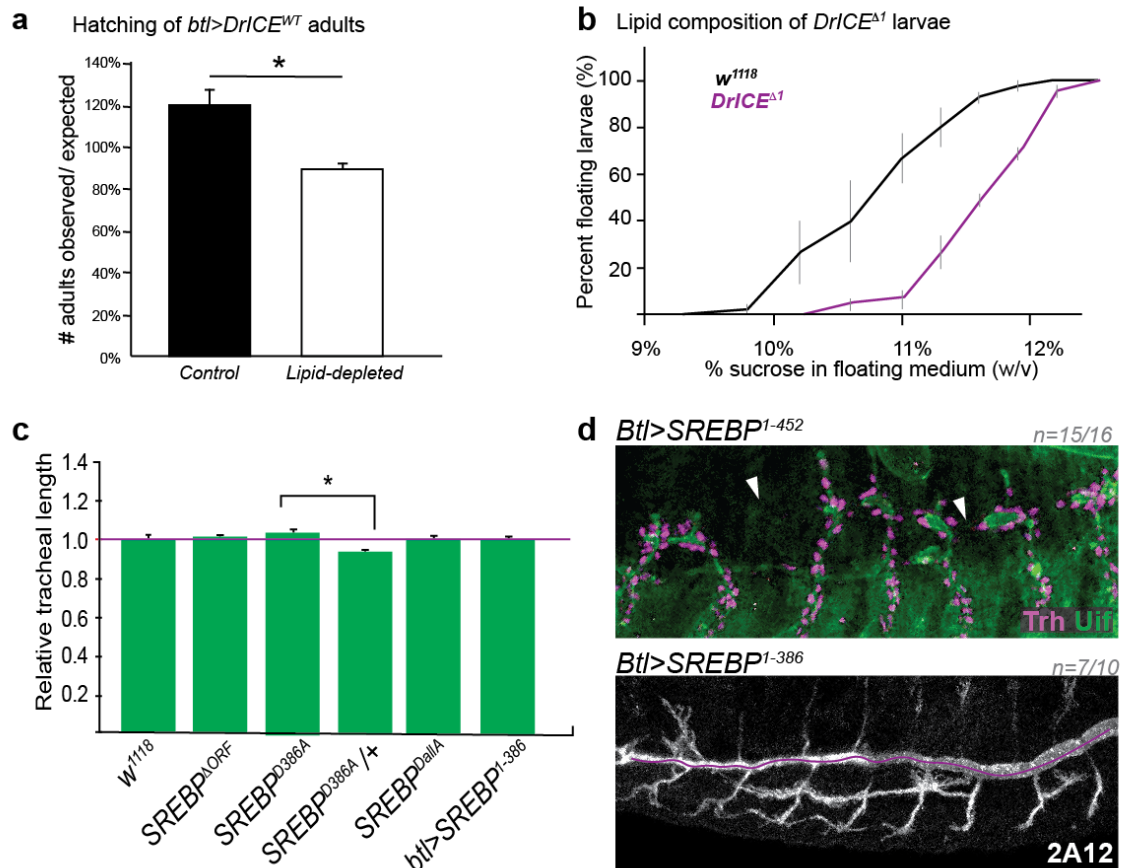 a Hatching of btl>DrICE^WT adults
# adults observed/ expected
140%
120%
100%
80%
60%
40%
20%
0%
*
Control Lipid-depleted
b Lipid composition of DrICE^Δ1 larvae
Percent floating larvae (%)
100
80
60
40
20
w^1118
DrICE^Δ1
9% 10% 11% 12%
% sucrose in floating medium (w/v)
c
Relative tracheal length
1.4
1.2
1.0
0.8
0.6
0.4
0.2
*
w^1118
SREBP^ΔORF
SREBP^D386A
SREBP^D386A/+
SREBP^DallA
btl>SREBP^1-386
d Btl>SREBP^1-452 n=15/16
Trh Uif
Btl>SREBP^1-386 n=7/10
2A12